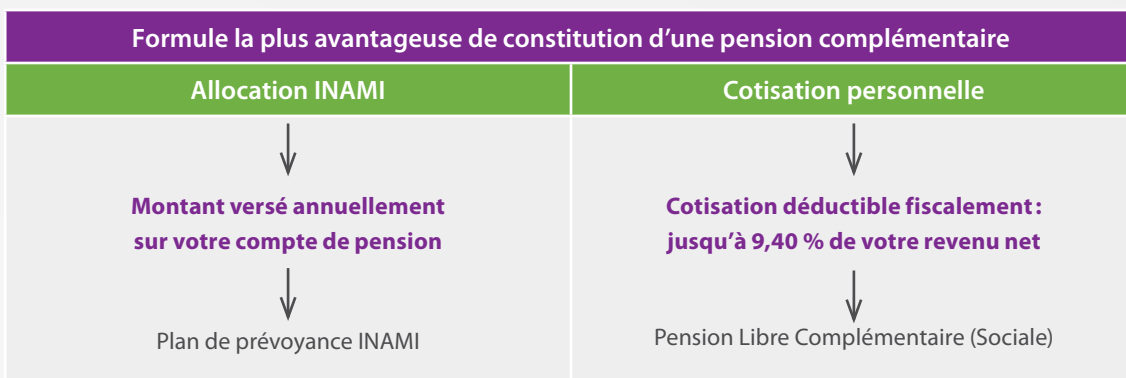 Formule la plus avantageuse de constitution d’une pension complémentaire
Allocation INAMI
Cotisation personnelle
Montant versé annuellement
sur votre compte de pension
Cotisation déductible fiscalement :
jusqu’à 9,40 % de votre revenu net
Plan de prévoyance INAMI
Pension Libre Complémentaire (Sociale)